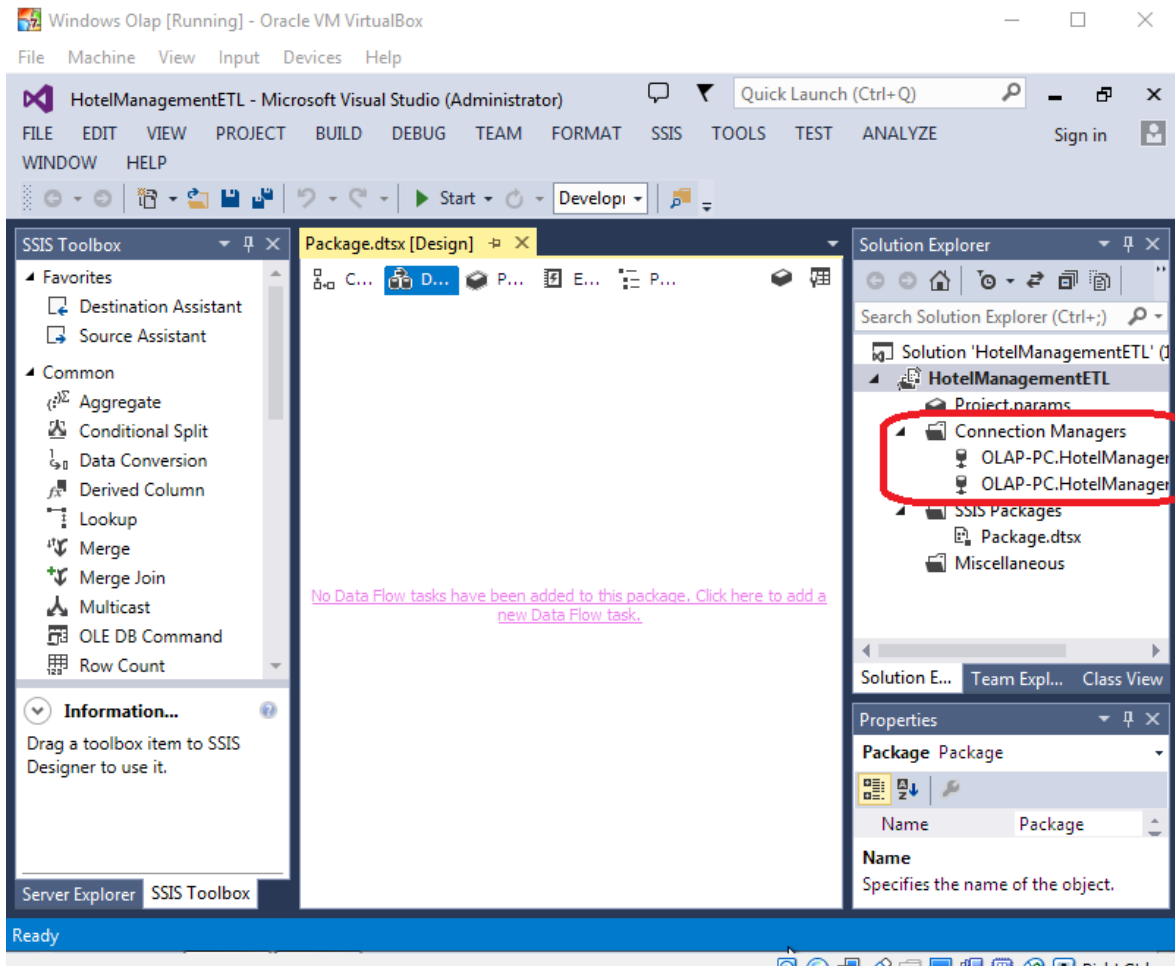 Windows Olap [Running] - Oracle VM VirtualBox
File Machine View Input Devices Help
HotelManagementETL - Microsoft Visual Studio (Administrator)
Quick Launch (Ctrl+Q)
FILE EDIT VIEW PROJECT BUILD DEBUG TEAM FORMAT SSIS TOOLS TEST ANALYZE
Sign in
WINDOW HELP
Start
Developi
SSIS Toolbox
Favorites
Destination Assistant
Source Assistant
Common
Aggregate
Conditional Split
Data Conversion
Derived Column
Lookup
Merge
Merge Join
Multicast
OLE DB Command
Row Count
Information...
Drag a toolbox item to SSIS
Designer to use it.
Server Explorer SSIS Toolbox
Package.dtsx [Design]
C... D... P... E... P...
No Data Flow tasks have been added to this package. Click here to add a
new Data Flow task.
Solution Explorer
Search Solution Explorer (Ctrl+;)
Solution 'HotelManagementETL' (1
HotelManagementETL
Project.params
Connection Managers
OLAP-PC.HotelManager
OLAP-PC.HotelManager
SSIS Packages
Package.dtsx
Miscellaneous
Solution E... Team Expl... Class View
Properties
Package Package
Name Package
Name
Specifies the name of the object.
Ready